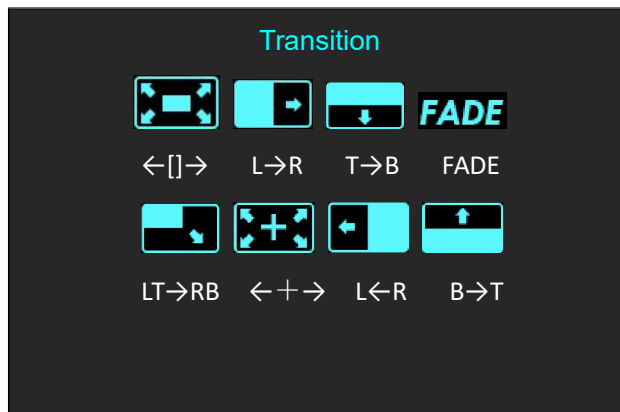 Transition
FADE
←[]→ L→R T→B FADE
LT→RB ←+→ L←R B→T